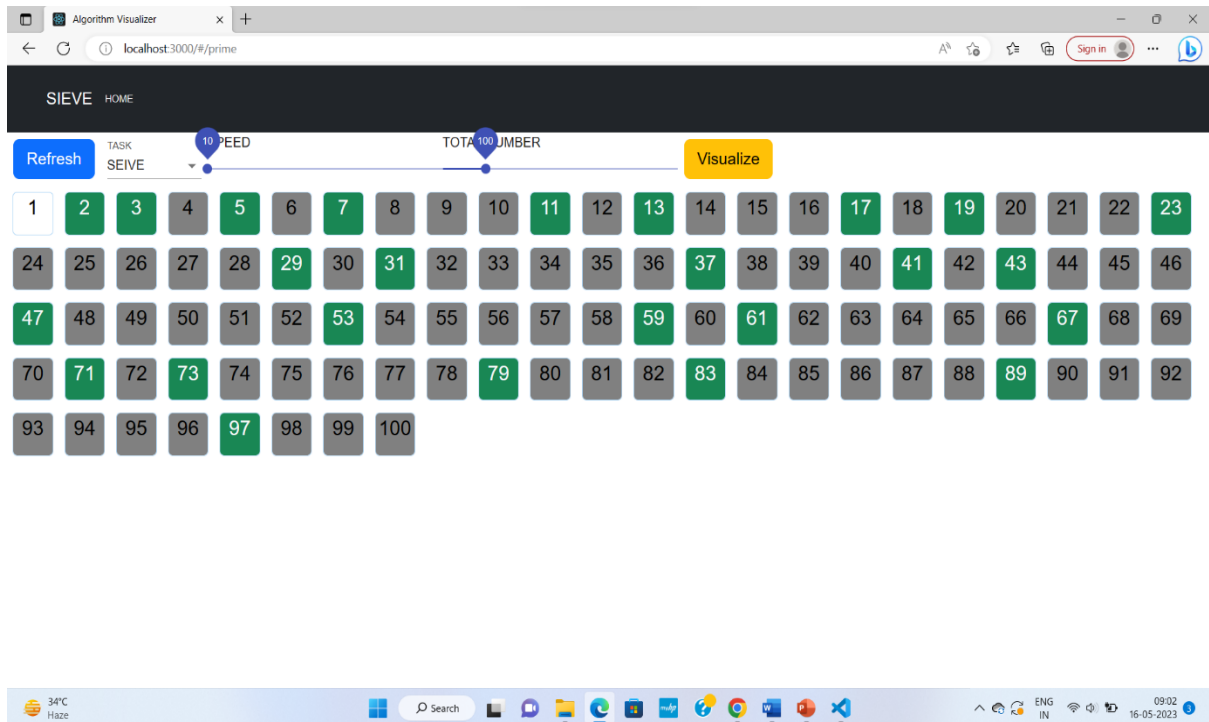 Algorithm Visualizer
localhost:3000/#/prime
Sign in
SIEVE HOME
Refresh
TASK
SEIVE
10 PEED
TOTA 100 UMBER
Visualize
1 2 3 4 5 6 7 8 9 10 11 12 13 14 15 16 17 18 19 20 21 22 23
24 25 26 27 28 29 30 31 32 33 34 35 36 37 38 39 40 41 42 43 44 45 46
47 48 49 50 51 52 53 54 55 56 57 58 59 60 61 62 63 64 65 66 67 68 69
70 71 72 73 74 75 76 77 78 79 80 81 82 83 84 85 86 87 88 89 90 91 92
93 94 95 96 97 98 99 100
34°C
Haze
Search
ENG
IN
09:02
16-05-2023
3